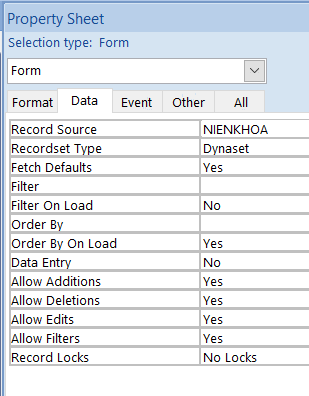 Property Sheet
Selection type: Form
Form
Format Data Event Other All
Record Source NIENKHOA
Recordset Type Dynaset
Fetch Defaults Yes
Filter
Filter On Load No
Order By
Order By On Load Yes
Data Entry No
Allow Additions Yes
Allow Deletions Yes
Allow Edits Yes
Allow Filters Yes
Record Locks No Locks